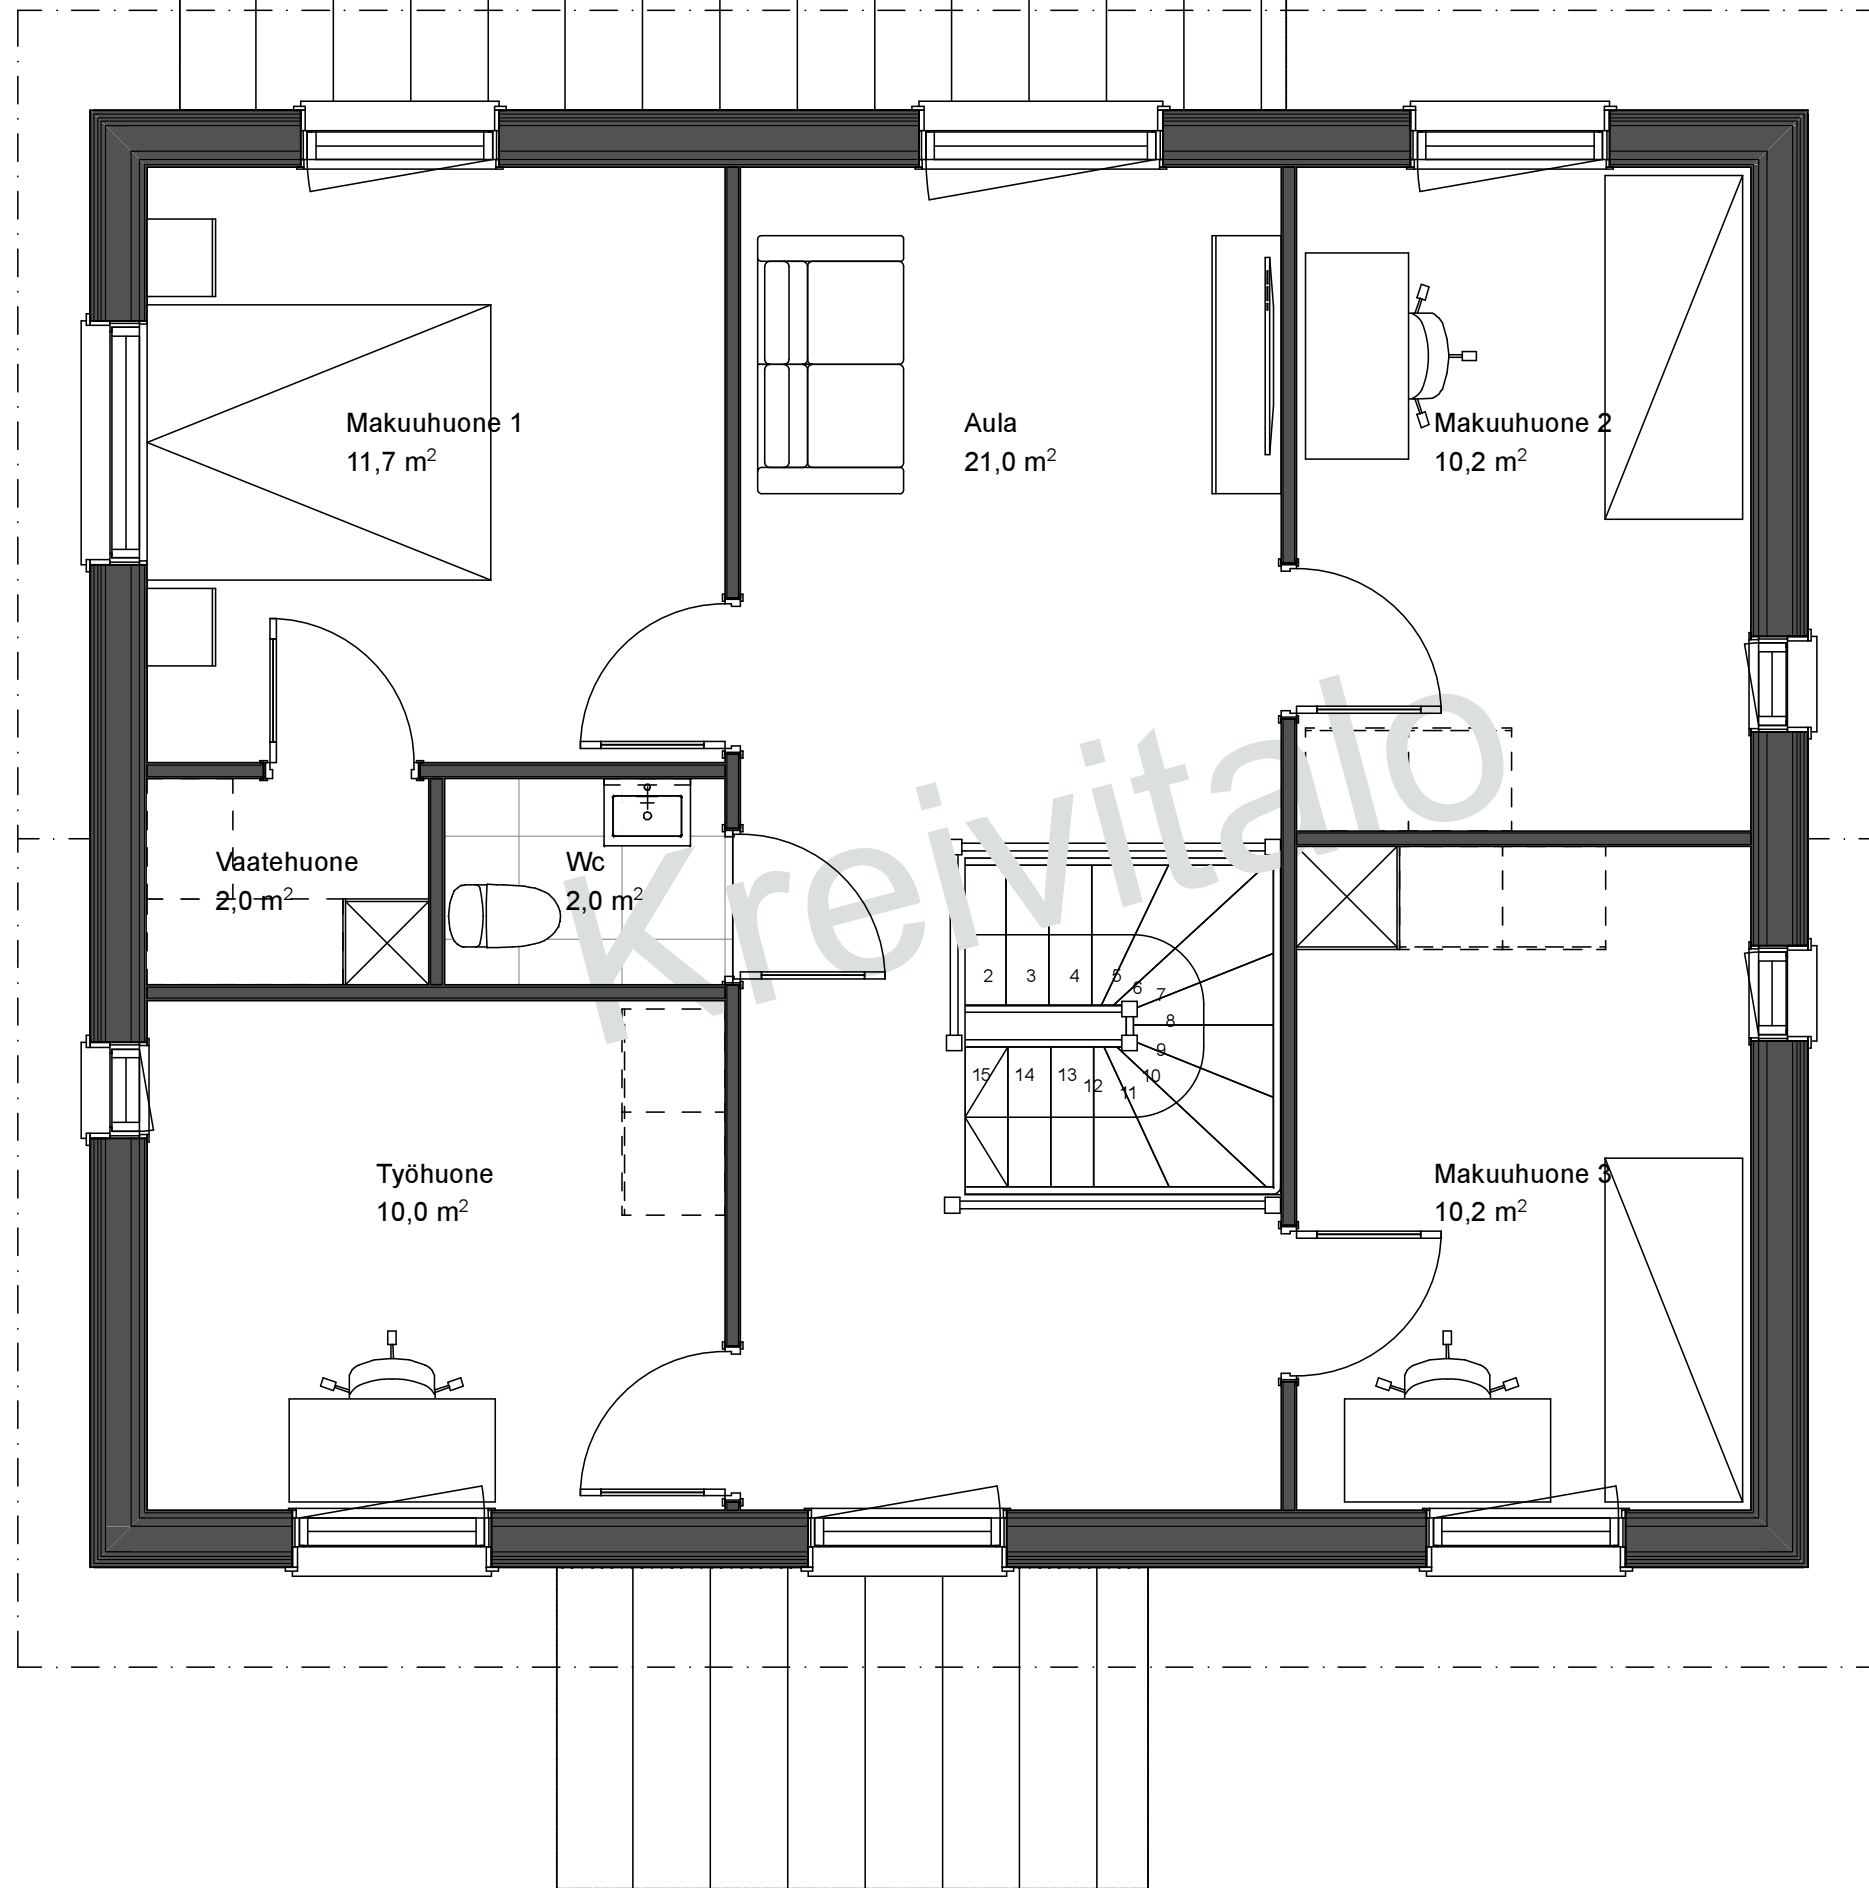 Makuuhuone 1
11,7 m²
Aula
21,0 m²
Makuuhuone 2
10,2 m²
Vaatehuone
2,0 m²
Wc
2,0 m²
Kreivitalo
2 3 4 5 6 7 8 9 10 11 12 13 14 15
Työhuone
10,0 m²
Makuuhuone 3
10,2 m²